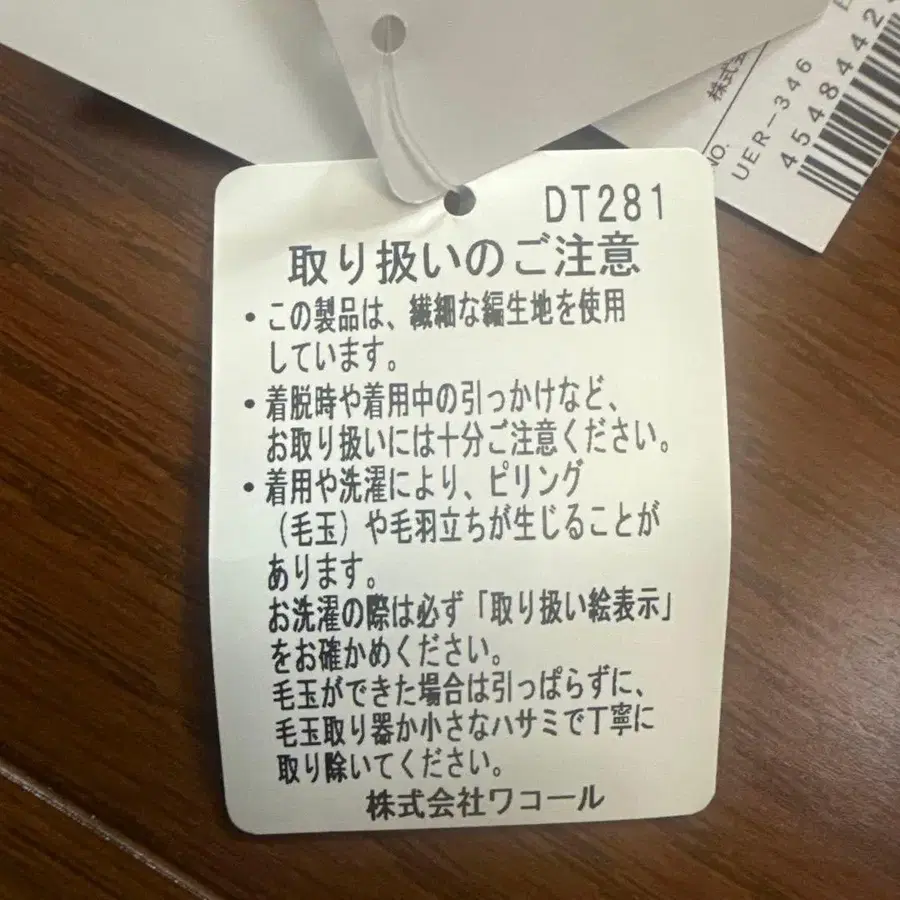 DT281
取り扱いのご注意
・この製品は、繊細な編生地を使用
しています。
・着脱時や着用中の引っかけなど、
お取り扱いには十分ご注意ください。
・着用や洗濯により、ピリング
（毛玉）や毛羽立ちが生じることが
あります。
お洗濯の際は必ず「取り扱い絵表示」
をお確かめください。
毛玉ができた場合は引っぱらずに、
毛玉取り器か小さなハサミで丁寧に
取り除いてください。
株式会社ワコール
株式
NO.
UER-346
4548442